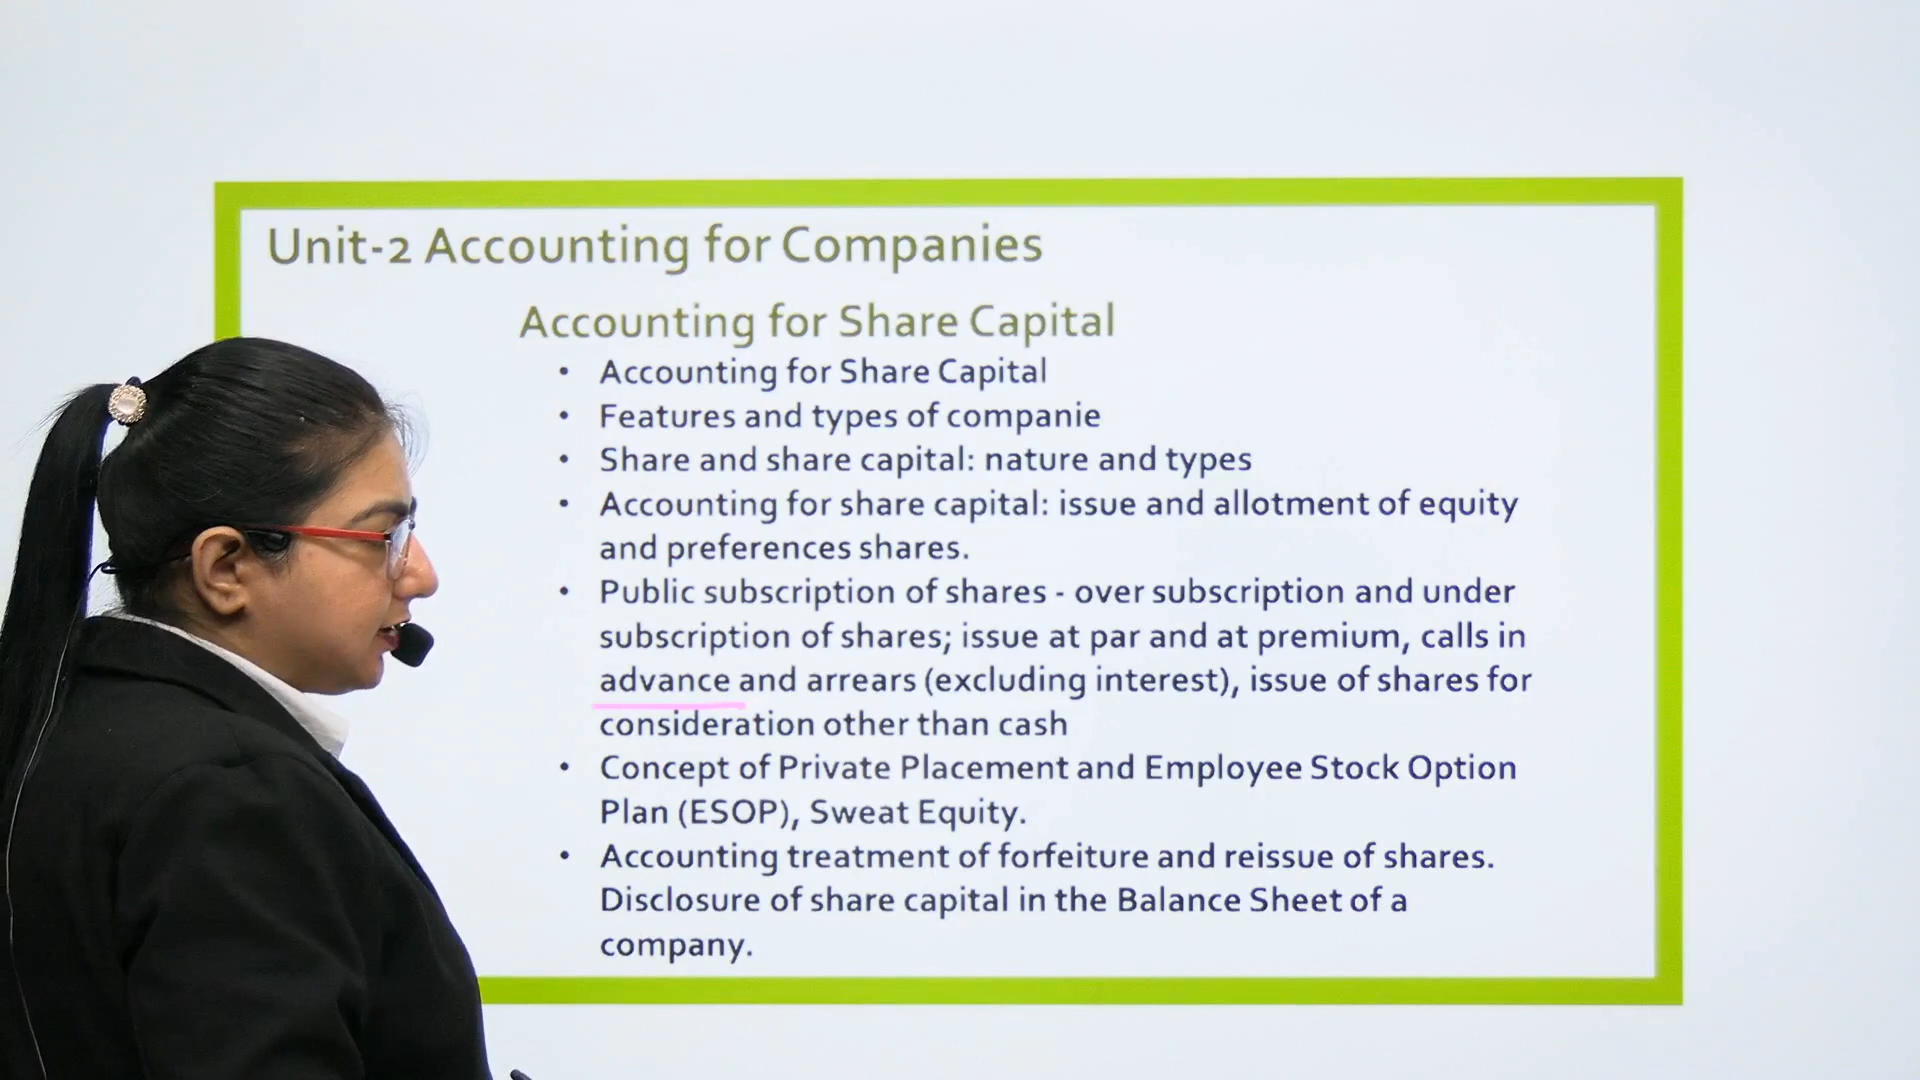 Unit-2 Accounting for Companies
Accounting for Share Capital
• Accounting for Share Capital
• Features and types of companie
• Share and share capital: nature and types
• Accounting for share capital: issue and allotment of equity
and preferences shares.
• Public subscription of shares - over subscription and under
subscription of shares; issue at par and at premium, calls in
advance and arrears (excluding interest), issue of shares for
consideration other than cash
• Concept of Private Placement and Employee Stock Option
Plan (ESOP), Sweat Equity.
• Accounting treatment of forfeiture and reissue of shares.
Disclosure of share capital in the Balance Sheet of a
company.